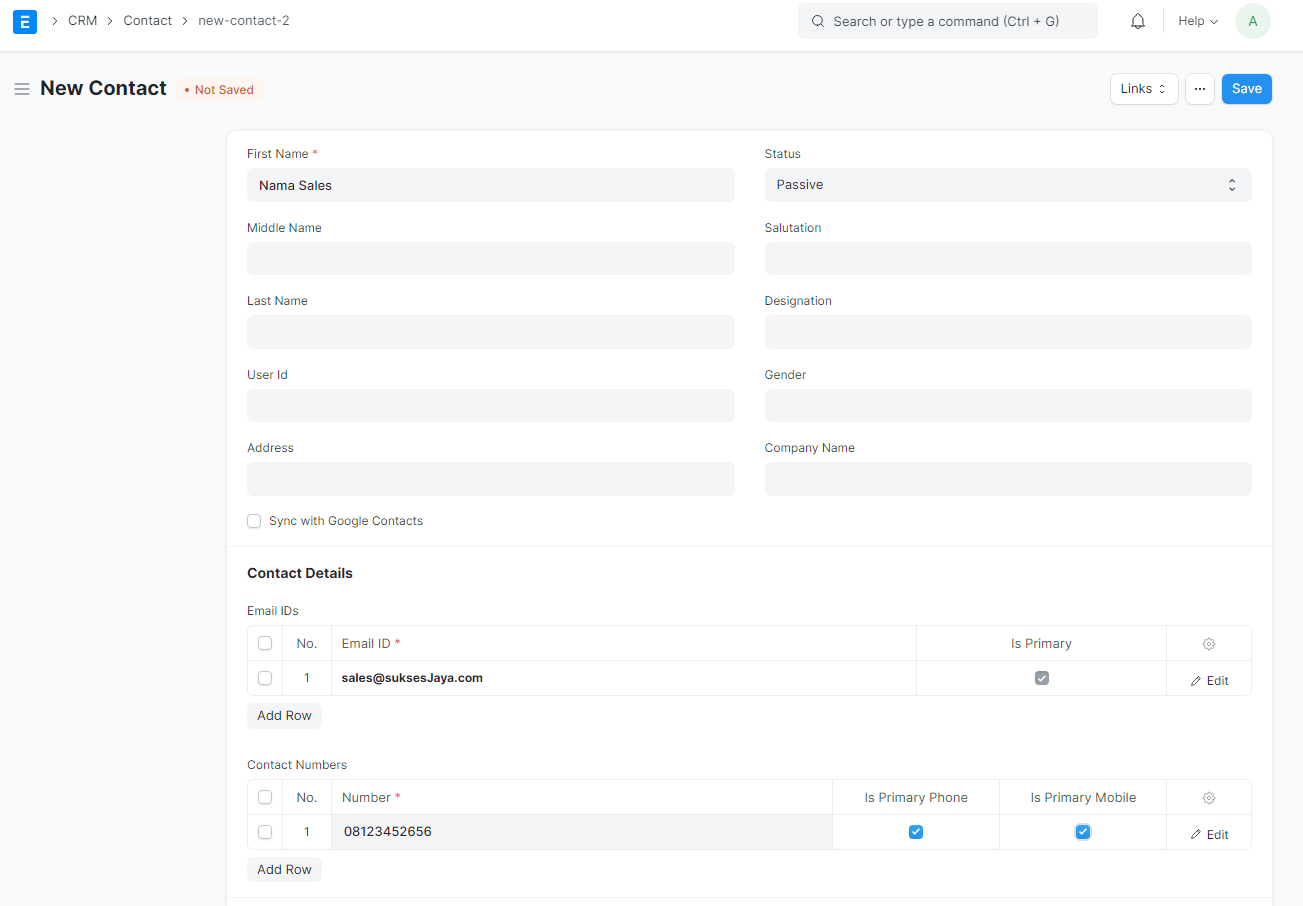 E CRM Contact new-contact-2 Search or type a command (Ctrl + G) Help A
New Contact • Not Saved Links ... Save
First Name * Status
Nama Sales Passive
Middle Name Salutation
Last Name Designation
User Id Gender
Address Company Name
Sync with Google Contacts
Contact Details
Email IDs
No. Email ID * Is Primary
1 sales@suksesJaya.com Edit
Add Row
Contact Numbers
No. Number * Is Primary Phone Is Primary Mobile
1 08123452656 Edit
Add Row